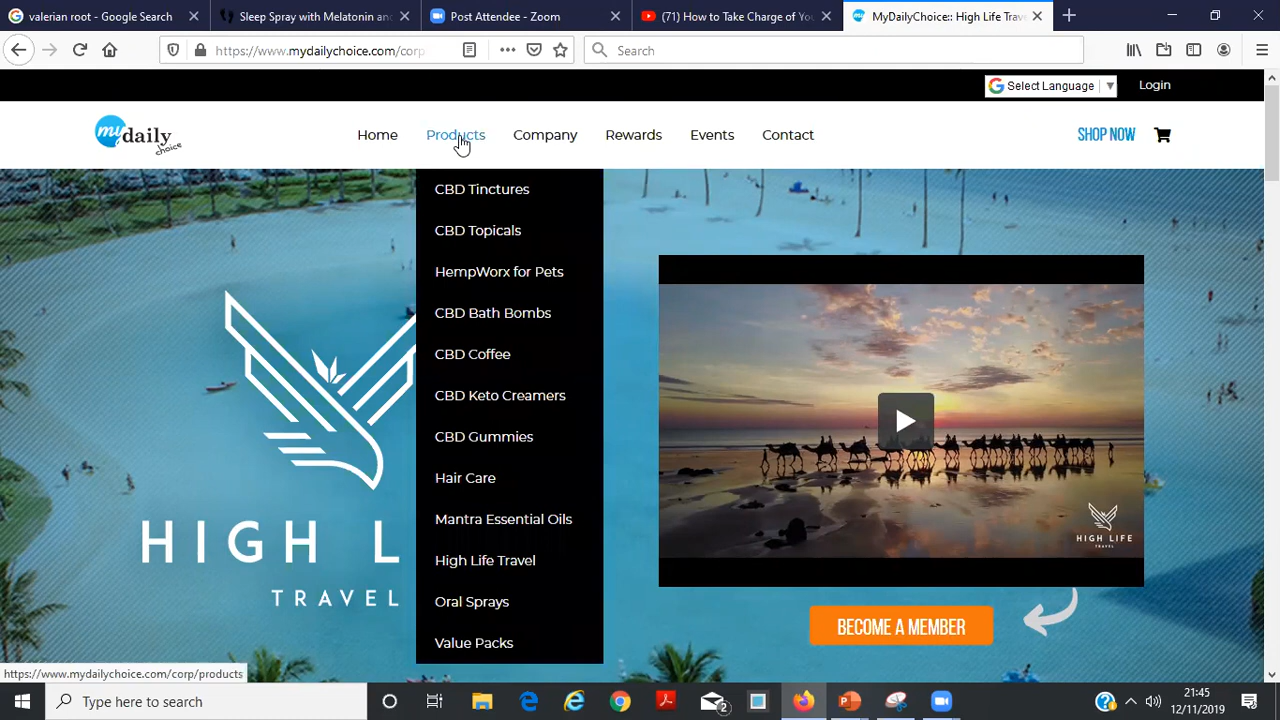 valerian root - Google Search
Sleep Spray with Melatonin an
Post Attendee - Zoom
(71) How to Take Charge of Yo
MyDailyChoice:: High Life Trav
https://www.mydailychoice.com/corp
Search
Select Language
Login
my daily choice
Home
Products
Company
Rewards
Events
Contact
SHOP NOW
CBD Tinctures
CBD Topicals
HempWorx for Pets
CBD Bath Bombs
CBD Coffee
CBD Keto Creamers
CBD Gummies
Hair Care
Mantra Essential Oils
High Life Travel
Oral Sprays
Value Packs
HIGH L
TRAVEL
HIGH LIFE
TRAVEL
BECOME A MEMBER
https://www.mydailychoice.com/corp/products
Type here to search
2
21:45
12/11/2019